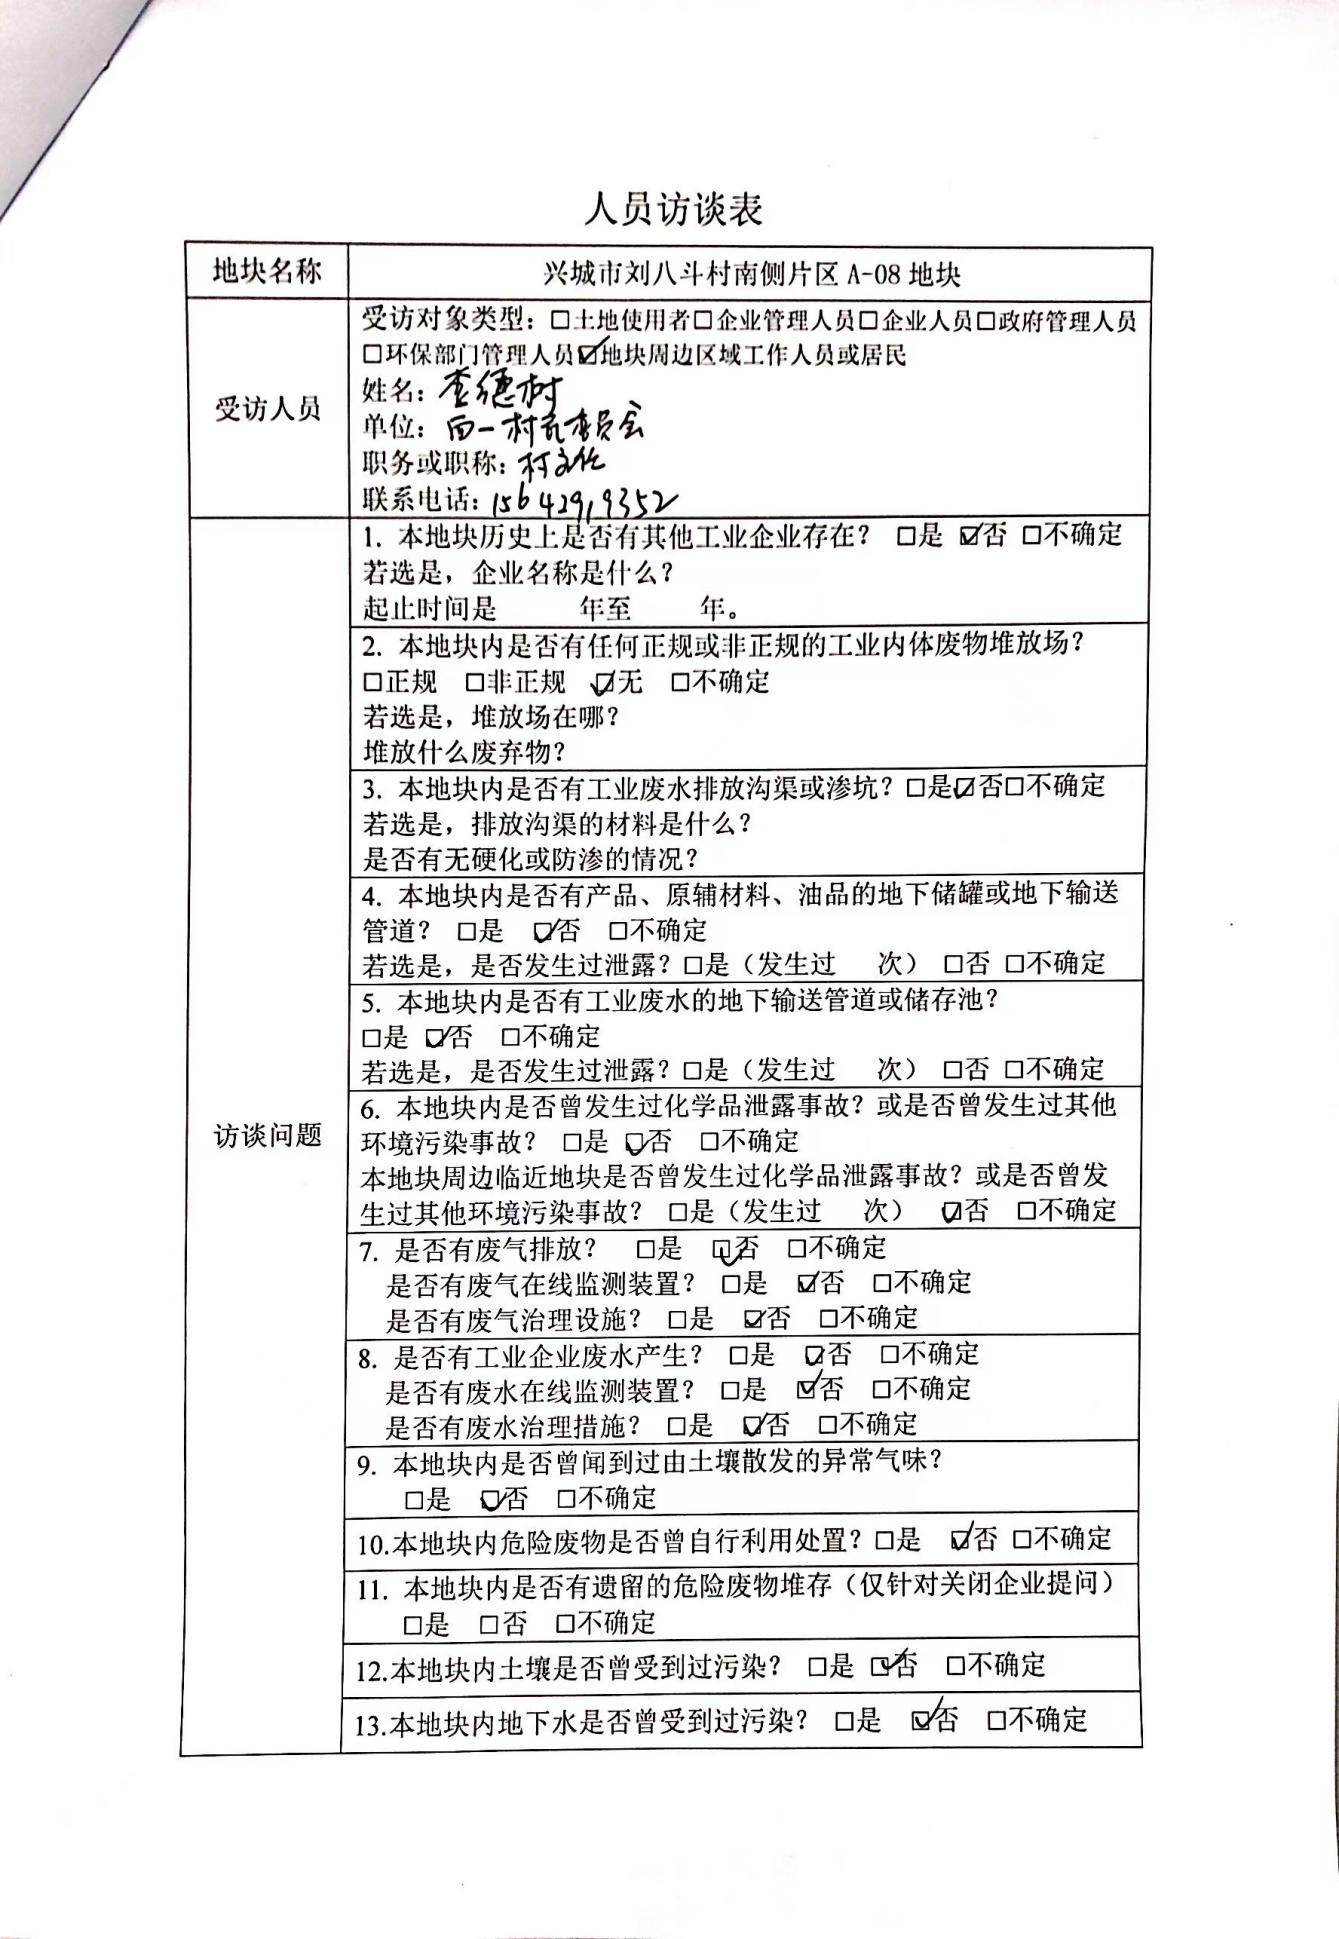 人员访谈表
地块名称
兴城市刘八斗村南侧片区 A-08 地块
受访人员
受访对象类型：□土地使用者□企业管理人员□企业人员□政府管理人员
□环保部门管理人员☑地块周边区域工作人员或居民
姓名：查德树
单位：四一村民委员会
职务或职称：村文化
联系电话：15642919352
访谈问题
1. 本地块历史上是否有其他工业企业存在？ □是 ☑否 □不确定
若选是，企业名称是什么？
起止时间是 年至 年。
2. 本地块内是否有任何正规或非正规的工业内体废物堆放场？
□正规 □非正规 ☑无 □不确定
若选是，堆放场在哪？
堆放什么废弃物？
3. 本地块内是否有工业废水排放沟渠或渗坑？□是☑否□不确定
若选是，排放沟渠的材料是什么？
是否有无硬化或防渗的情况？
4. 本地块内是否有产品、原辅材料、油品的地下储罐或地下输送
管道？ □是 ☑否 □不确定
若选是，是否发生过泄露？□是（发生过 次） □否 □不确定
5. 本地块内是否有工业废水的地下输送管道或储存池？
□是 ☑否 □不确定
若选是，是否发生过泄露？□是（发生过 次） □否 □不确定
6. 本地块内是否曾发生过化学品泄露事故？或是否曾发生过其他
环境污染事故？ □是 ☑否 □不确定
本地块周边临近地块是否曾发生过化学品泄露事故？或是否曾发
生过其他环境污染事故？ □是（发生过 次） ☑否 □不确定
7. 是否有废气排放？ □是 ☑否 □不确定
是否有废气在线监测装置？ □是 ☑否 □不确定
是否有废气治理设施？ □是 ☑否 □不确定
8. 是否有工业企业废水产生？ □是 ☑否 □不确定
是否有废水在线监测装置？ □是 ☑否 □不确定
是否有废水治理措施？ □是 ☑否 □不确定
9. 本地块内是否曾闻到过由土壤散发的异常气味？
□是 ☑否 □不确定
10.本地块内危险废物是否曾自行利用处置？□是 ☑否 □不确定
11. 本地块内是否有遗留的危险废物堆存（仅针对关闭企业提问）
□是 □否 □不确定
12.本地块内土壤是否曾受到过污染？ □是 ☑否 □不确定
13.本地块内地下水是否曾受到过污染？ □是 ☑否 □不确定